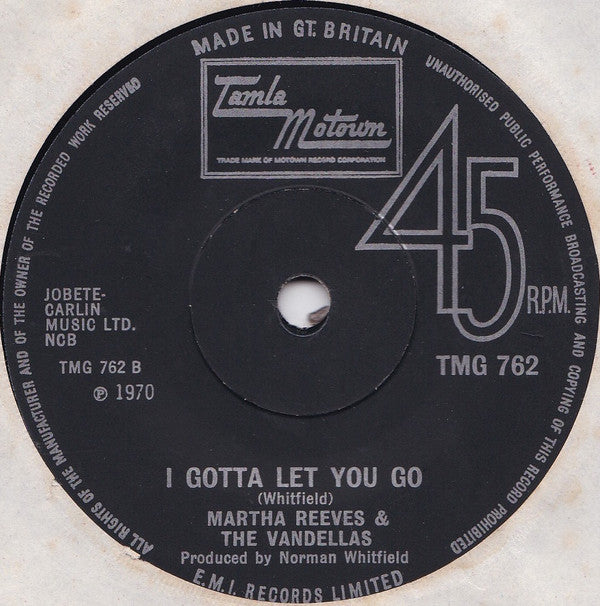 MADE IN GT. BRITAIN
UNAUTHORISED PUBLIC PERFORMANCE BROADCASTING AND COPYING OF THIS RECORD PROHIBITED
ALL RIGHTS OF THE MANUFACTURER AND OF THE OWNER OF THE RECORDED WORK RESERVED
Tamla
Motown
TRADE MARK OF MOTOWN RECORD CORPORATION
45
R.P.M.
JOBETE-
CARLIN
MUSIC LTD.
NCB
TMG 762 B
℗ 1970
TMG 762
I GOTTA LET YOU GO
(Whitfield)
MARTHA REEVES &
THE VANDELLAS
Produced by Norman Whitfield
E.M.I. RECORDS LIMITED